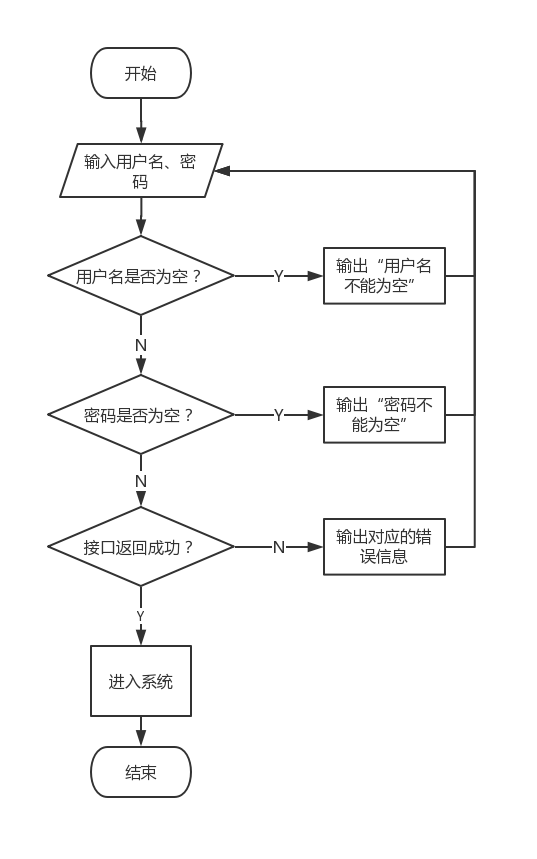 开始
输入用户名、密
码
用户名是否为空？
Y
输出“用户名
不能为空”
N
密码是否为空？
Y
输出“密码不
能为空”
N
接口返回成功？
N
输出对应的错
误信息
Y
进入系统
结束